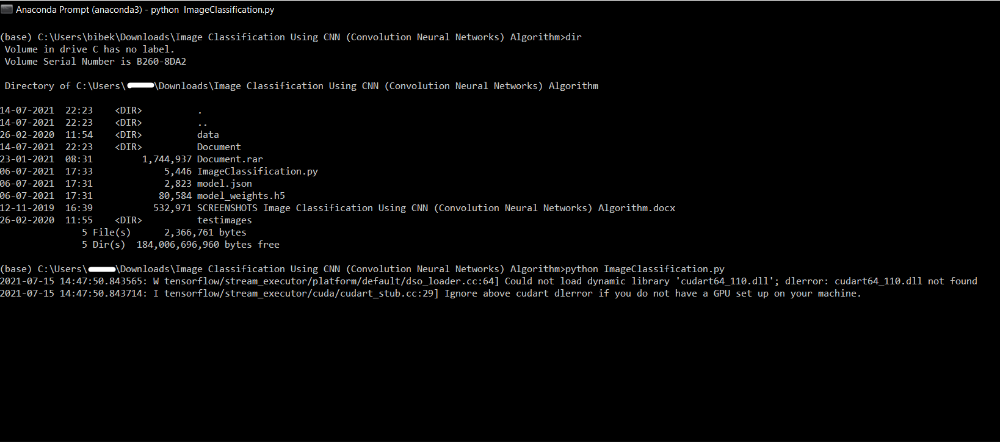 Anaconda Prompt (anaconda3) - python  ImageClassification.py
(base) C:\Users\bibek\Downloads\Image Classification Using CNN (Convolution Neural Networks) Algorithm>dir
 Volume in drive C has no label.
 Volume Serial Number is B260-8DA2
 Directory of C:\Users\\Downloads\Image Classification Using CNN (Convolution Neural Networks) Algorithm
14-07-2021  22:23    <DIR>          .
14-07-2021  22:23    <DIR>          ..
26-02-2020  11:54    <DIR>          data
14-07-2021  22:23    <DIR>          Document
23-01-2021  08:31         1,744,937 Document.rar
06-07-2021  17:33             5,446 ImageClassification.py
06-07-2021  17:31             2,823 model.json
06-07-2021  17:31            80,584 model_weights.h5
12-11-2019  16:39           532,971 SCREENSHOTS Image Classification Using CNN (Convolution Neural Networks) Algorithm.docx
26-02-2020  11:55    <DIR>          testimages
               5 File(s)      2,366,761 bytes
               5 Dir(s)  184,006,696,960 bytes free
(base) C:\Users\\Downloads\Image Classification Using CNN (Convolution Neural Networks) Algorithm>python ImageClassification.py
2021-07-15 14:47:50.843565: W tensorflow/stream_executor/platform/default/dso_loader.cc:64] Could not load dynamic library 'cudart64_110.dll'; dlerror: cudart64_110.dll not found
2021-07-15 14:47:50.843714: I tensorflow/stream_executor/cuda/cudart_stub.cc:29] Ignore above cudart dlerror if you do not have a GPU set up on your machine.